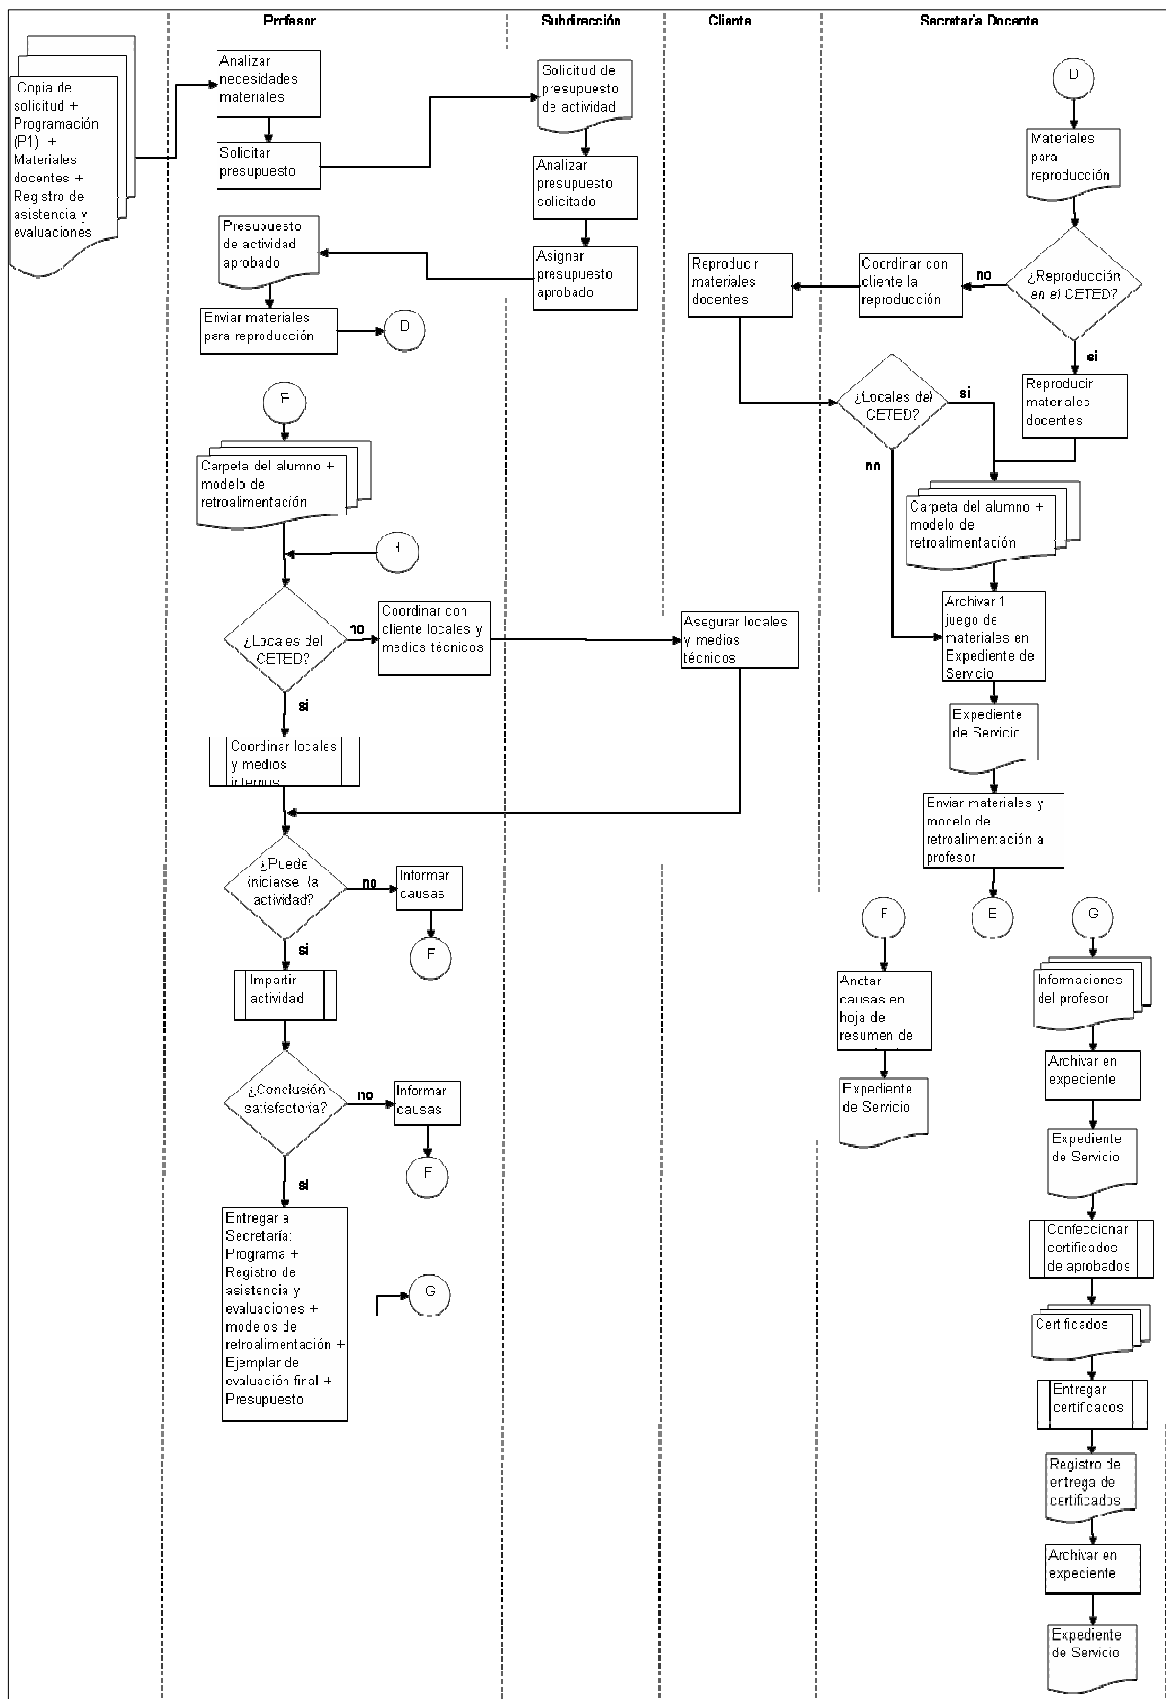 Profesor
Subdirección
Cliente
Secretaría Docente
Copia de
solicitud +
Programación
(P1) +
Materiales
docentes +
Registro de
asistencia y
evaluaciones
Analizar
necesidades
materiales
Solicitar
presupuesto
Solicitud de
presupuesto
de actividad
Analizar
presupuesto
solicitado
Asignar
presupuesto
aprobado
Presupuesto
de actividad
aprobado
Enviar materiales
para reproducción
D
D
Materiales
para
reproducción
¿Reproducción
en el CETED?
no
si
Coordinar con
cliente la
reproducción
Reproducir
materiales
docentes
Reproducir
materiales
docentes
¿Locales del
CETED?
si
no
Carpeta del alumno +
modelo de
retroalimentación
Archivar 1
juego de
materiales en
Expediente de
Servicio
Expediente
de Servicio
Enviar materiales y
modelo de
retroalimentación a
profesor
E
Carpeta del alumno +
modelo de
retroalimentación
¿Locales del
CETED?
no
si
Coordinar con
cliente locales y
medios técnicos
Asegurar locales
y medios
técnicos
Coordinar locales
y medios
internos
¿Puede
iniciarse la
actividad?
no
si
Informar
causas
F
Impartir
actividad
¿Conclusión
satisfactoria?
no
si
Informar
causas
F
Entregar a
Secretaría:
Programa +
Registro de
asistencia y
evaluaciones +
modelos de
retroalimentación +
Ejemplar de
evaluación final +
Presupuesto
G
F
Anotar
causas en
hoja de
resumen de
Expediente
de Servicio
G
Informaciones
del profesor
Archivar en
expeciente
Expediente
de Servicio
Confeccionar
certificados
de aprobados
Certificados
Entregar
certificacos
Registro de
entrega de
certificados
Archivar en
expeciente
Expediente
de Servicio